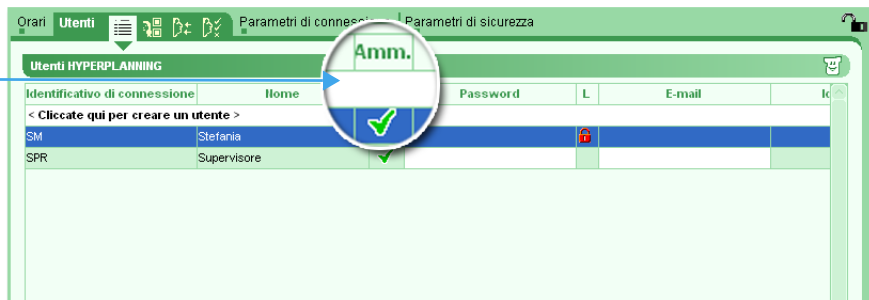 Orari Utenti Parametri di connessione Parametri di sicurezza
Utenti HYPERPLANNING
Identificativo di connessione Nome Amm. Password L E-mail Id
< Cliccate qui per creare un utente >
SM Stefania
SPR Supervisore